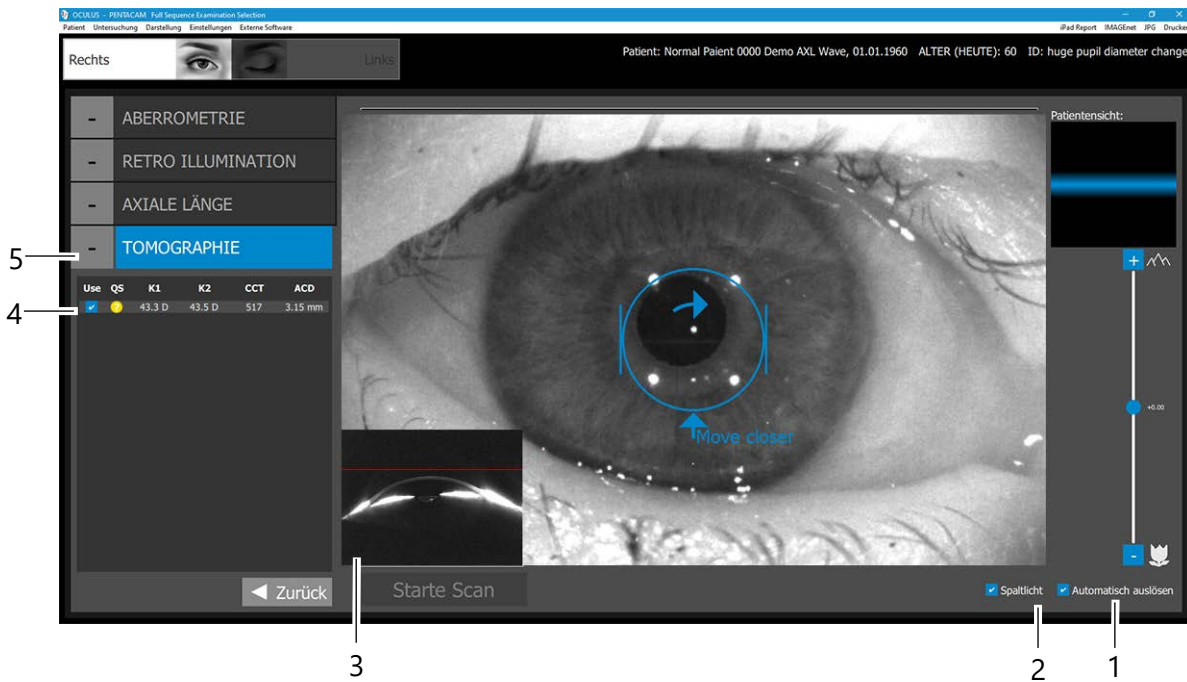 OCULUS - PENTACAM Full Sequence Examination Selection
Patient Untersuchung Darstellung Einstellungen Externe Software
iPad Report IMAGEnet JPG Drucken
Rechts
Links
Patient: Normal Paient 0000 Demo AXL Wave, 01.01.1960 ALTER (HEUTE): 60 ID: huge pupil diameter change
- ABERROMETRIE
- RETRO ILLUMINATION
- AXIALE LÄNGE
- TOMOGRAPHIE
5
Use QS K1 K2 CCT ACD
? 43.3 D 43.5 D 517 3.15 mm
4
Move closer
Patientensicht:
+
+0.00
-
Zurück
Starte Scan
Spaltlicht
Automatisch auslösen
3
2
1